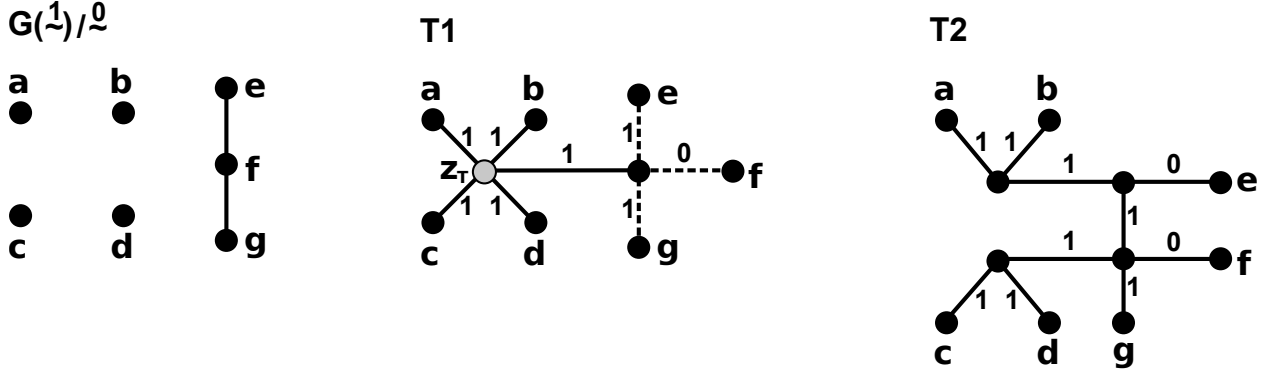 G(1~)/0~
T1
T2
a b e
f
c d g
a b e
1 1 1
z_T 1 0 f
1 1 1
c d g
a b
1 1 1 0 e
1
1 0 f
1 1 1
c d g